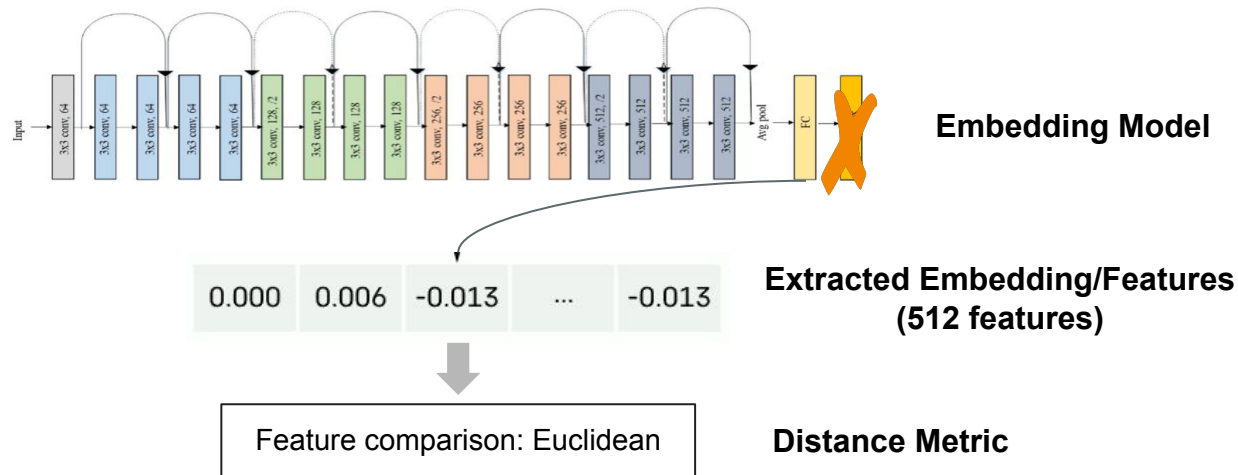 Input
3x3 conv, 64
3x3 conv, 64
3x3 conv, 64
3x3 conv, 64
3x3 conv, 64
3x3 conv, 128, /2
3x3 conv, 128
3x3 conv, 128
3x3 conv, 128
3x3 conv, 256, /2
3x3 conv, 256
3x3 conv, 256
3x3 conv, 256
3x3 conv, 512, /2
3x3 conv, 512
3x3 conv, 512
3x3 conv, 512
Avg pool
FC
Embedding Model
0.000 0.006 -0.013 ... -0.013
Extracted Embedding/Features
(512 features)
Feature comparison: Euclidean
Distance Metric